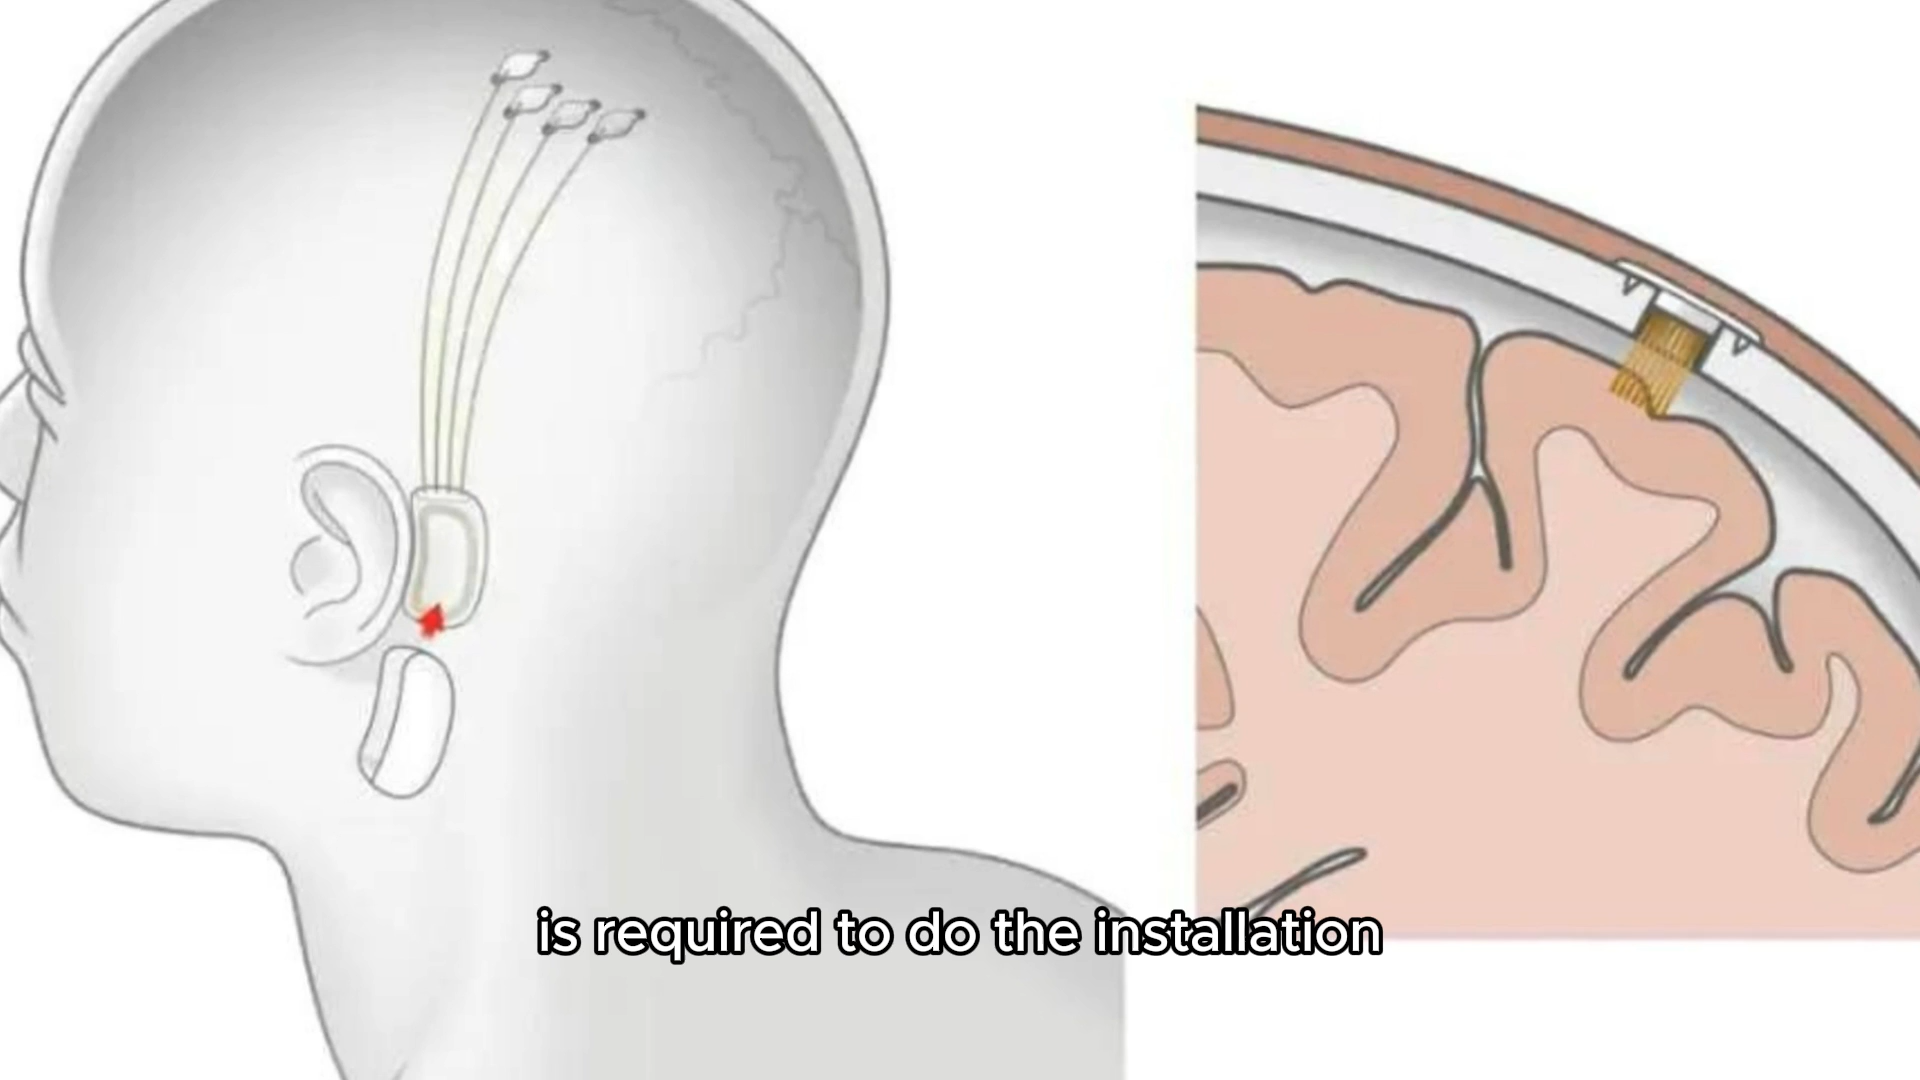 is required to do the installation